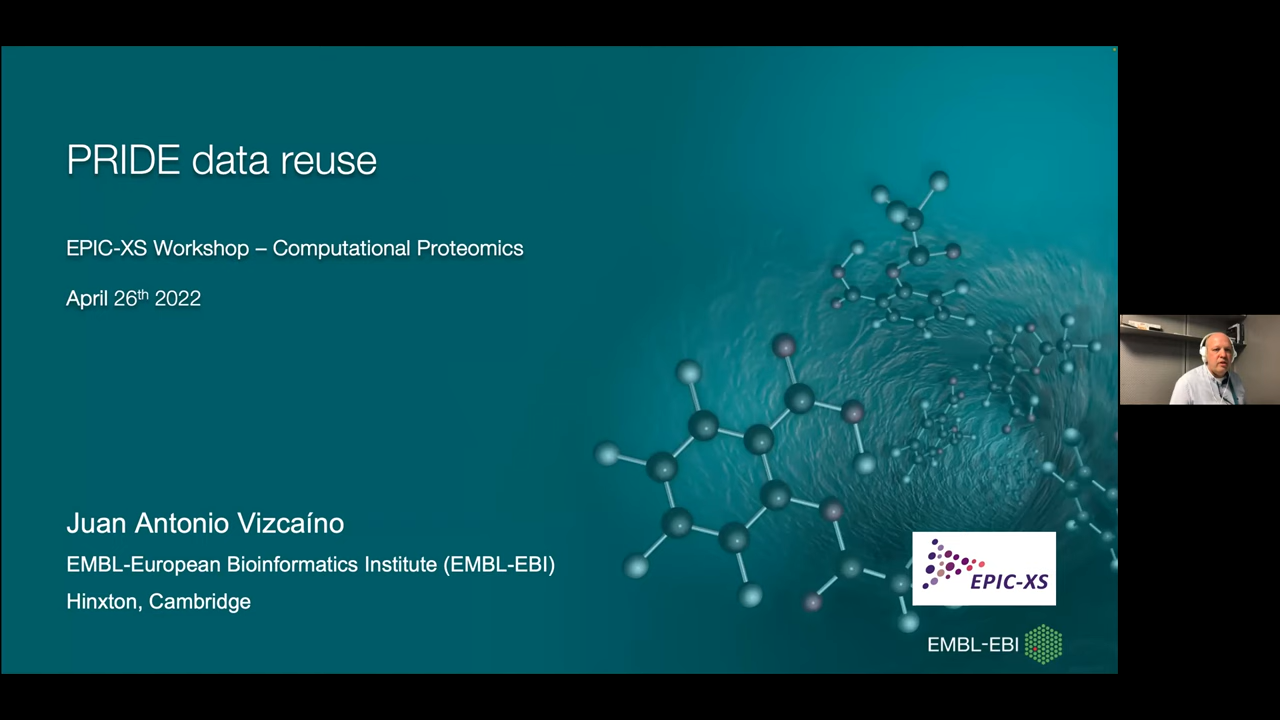 PRIDE data reuse
EPIC-XS Workshop – Computational Proteomics
April 26th 2022
Juan Antonio Vizcaíno
EMBL-European Bioinformatics Institute (EMBL-EBI)
Hinxton, Cambridge
EPIC-XS
EMBL-EBI